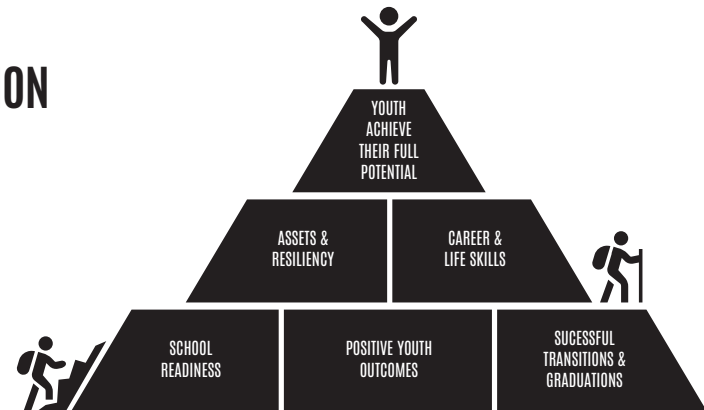 ON
YOUTH
ACHIEVE
THEIR FULL
POTENTIAL
ASSETS &
RESILIENCY
CAREER &
LIFE SKILLS
SCHOOL
READINESS
POSITIVE YOUTH
OUTCOMES
SUCESSFUL
TRANSITIONS &
GRADUATIONS